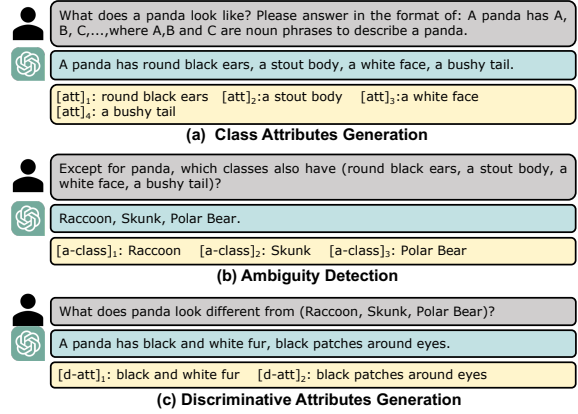 What does a panda look like? Please answer in the format of: A panda has A,
B, C,...,where A,B and C are noun phrases to describe a panda.
A panda has round black ears, a stout body, a white face, a bushy tail.
[att]₁: round black ears [att]₂:a stout body [att]₃:a white face
[att]₄: a bushy tail
(a) Class Attributes Generation
Except for panda, which classes also have (round black ears, a stout body, a
white face, a bushy tail)?
Raccoon, Skunk, Polar Bear.
[a-class]₁: Raccoon [a-class]₂: Skunk [a-class]₃: Polar Bear
(b) Ambiguity Detection
What does panda look different from (Raccoon, Skunk, Polar Bear)?
A panda has black and white fur, black patches around eyes.
[d-att]₁: black and white fur [d-att]₂: black patches around eyes
(c) Discriminative Attributes Generation